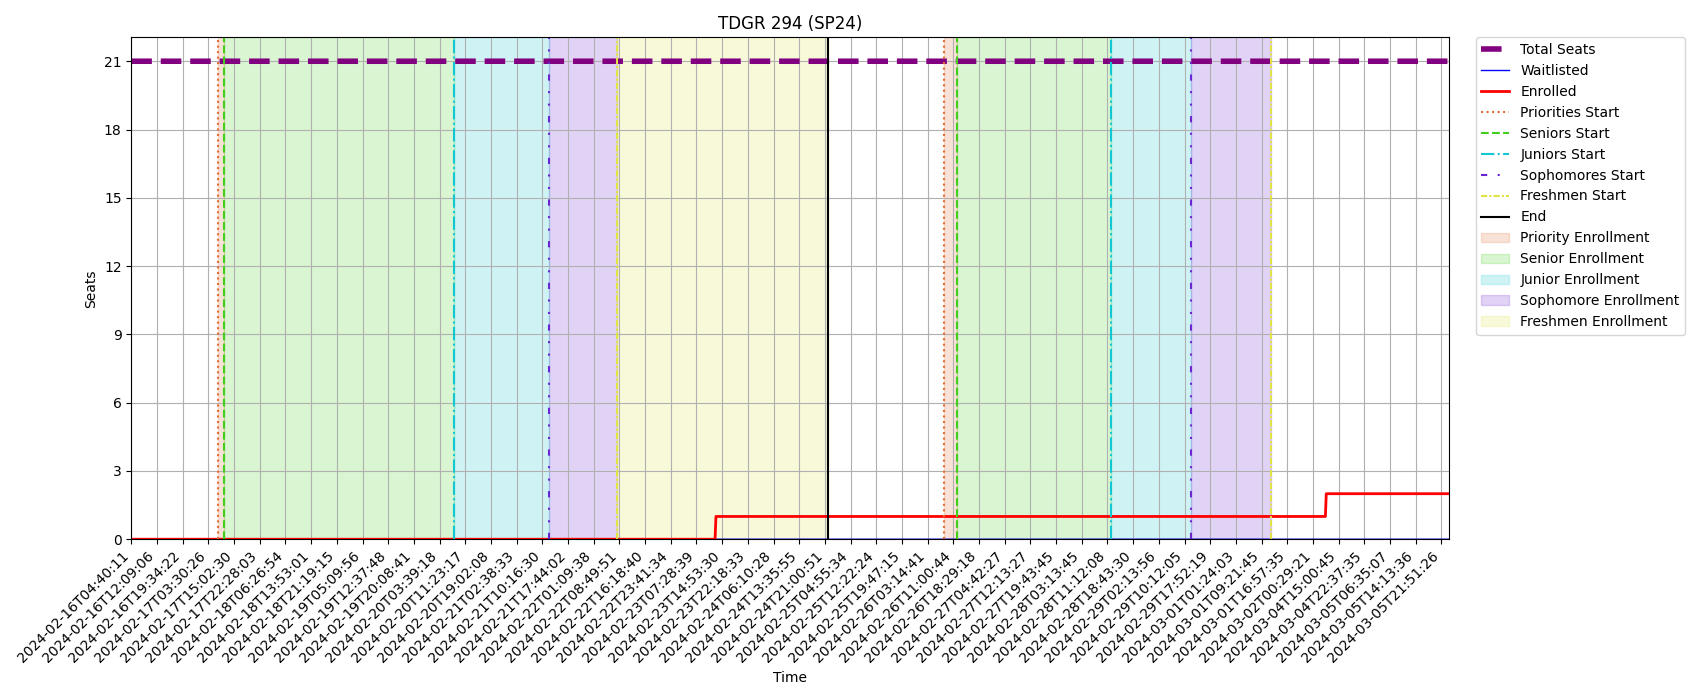 TDGR 294 (SP24)
Seats
21
18
15
12
9
6
3
0
2024-02-16T04:40:11
2024-02-16T12:09:06
2024-02-16T19:34:22
2024-02-17T03:30:26
2024-02-17T15:02:30
2024-02-17T22:28:03
2024-02-18T06:26:54
2024-02-18T13:53:01
2024-02-18T21:19:15
2024-02-19T05:09:56
2024-02-19T12:37:48
2024-02-19T20:08:41
2024-02-20T03:39:18
2024-02-20T11:23:17
2024-02-20T19:02:08
2024-02-21T02:38:33
2024-02-21T10:16:30
2024-02-21T17:44:02
2024-02-22T01:09:38
2024-02-22T08:49:51
2024-02-22T16:18:40
2024-02-22T23:41:34
2024-02-23T07:28:39
2024-02-23T14:53:30
2024-02-23T22:18:33
2024-02-24T06:10:28
2024-02-24T13:35:55
2024-02-24T21:00:51
2024-02-25T04:55:34
2024-02-25T12:22:24
2024-02-25T19:47:15
2024-02-26T03:14:41
2024-02-26T11:00:44
2024-02-26T18:29:18
2024-02-27T04:42:27
2024-02-27T12:13:27
2024-02-27T19:43:45
2024-02-28T03:13:45
2024-02-28T11:12:08
2024-02-28T18:43:30
2024-02-29T02:13:56
2024-02-29T10:12:05
2024-02-29T17:52:19
2024-03-01T01:24:03
2024-03-01T09:21:45
2024-03-01T16:57:35
2024-03-02T00:29:21
2024-03-04T15:00:45
2024-03-04T22:37:35
2024-03-05T06:35:07
2024-03-05T14:13:36
2024-03-05T21:51:26
Time
Total Seats
Waitlisted
Enrolled
Priorities Start
Seniors Start
Juniors Start
Sophomores Start
Freshmen Start
End
Priority Enrollment
Senior Enrollment
Junior Enrollment
Sophomore Enrollment
Freshmen Enrollment